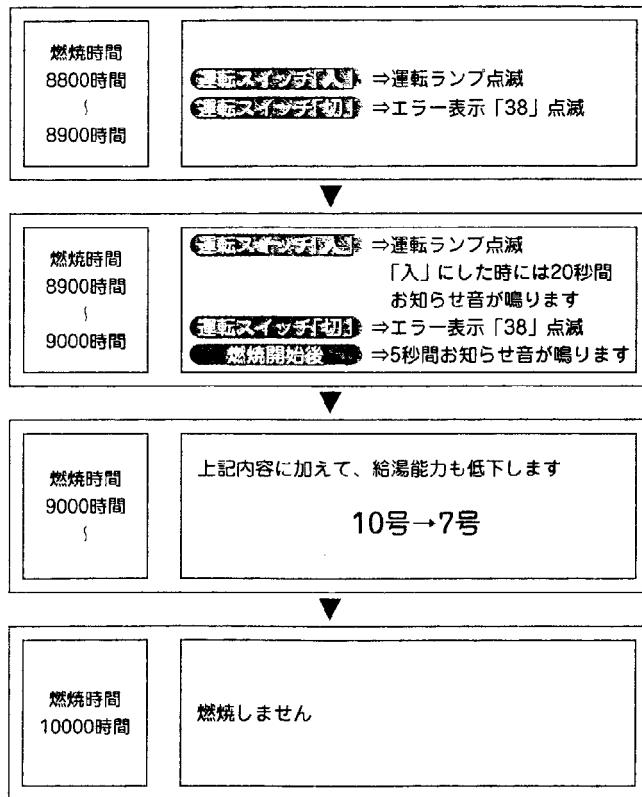 燃焼時間
8800時間
〜
8900時間
運転スイッチ「入」⇒運転ランプ点滅
運転スイッチ「切」⇒エラー表示「38」点滅
▼
燃焼時間
8900時間
〜
9000時間
運転スイッチ「入」⇒運転ランプ点滅
「入」にした時には20秒間
お知らせ音が鳴ります
運転スイッチ「切」⇒エラー表示「38」点滅
燃焼開始後⇒5秒間お知らせ音が鳴ります
▼
燃焼時間
9000時間
〜
上記内容に加えて、給湯能力も低下します
10号→7号
▼
燃焼時間
10000時間
燃焼しません